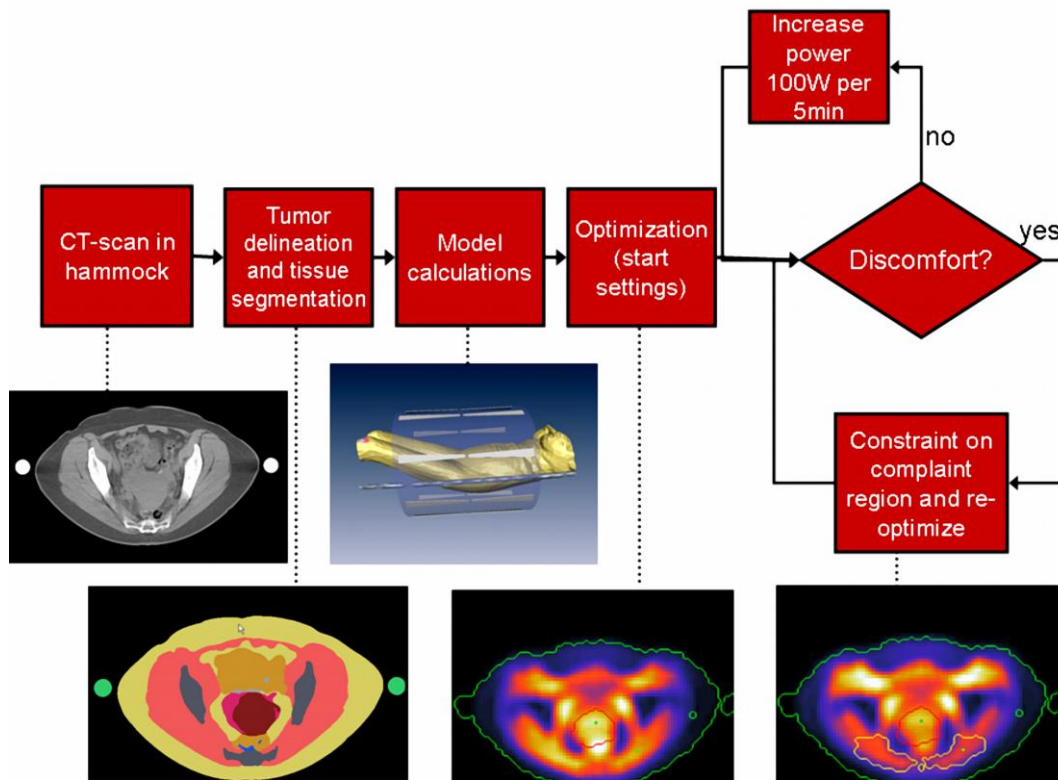 Increase
power
100W per
5min
no
yes
CT-scan in
hammock
Tumor
delineation
and tissue
segmentation
Model
calculations
Optimization
(start
settings)
Discomfort?
Constraint on
complaint
region and re-
optimize